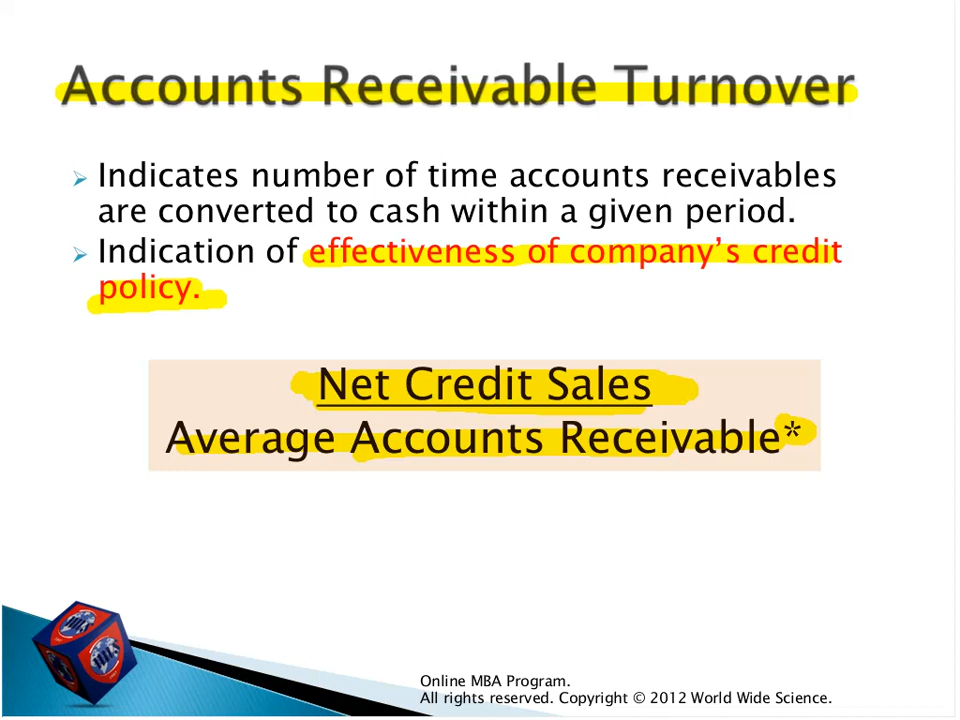 Accounts Receivable Turnover
Indicates number of time accounts receivables
are converted to cash within a given period.
Indication of effectiveness of company's credit
policy.
Net Credit Sales
Average Accounts Receivable*
Online MBA Program.
All rights reserved. Copyright © 2012 World Wide Science.